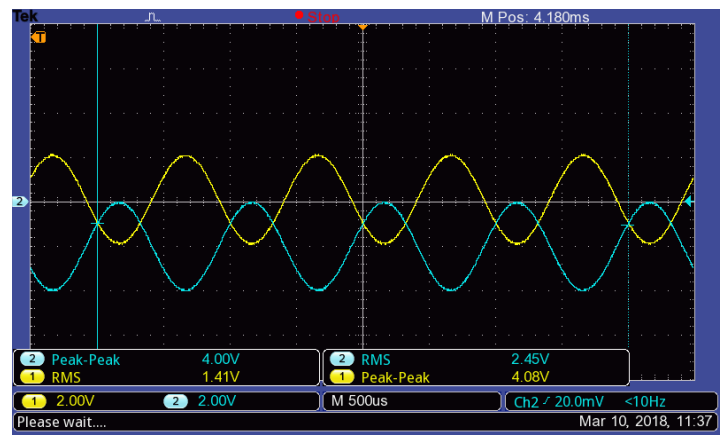 Tek Stop M Pos: 4.180ms
T
2
2 Peak-Peak 4.00V 2 RMS 2.45V
1 RMS 1.41V 1 Peak-Peak 4.08V
1 2.00V 2 2.00V M 500us Ch2 20.0mV <10Hz
Please wait.... Mar 10, 2018, 11:37